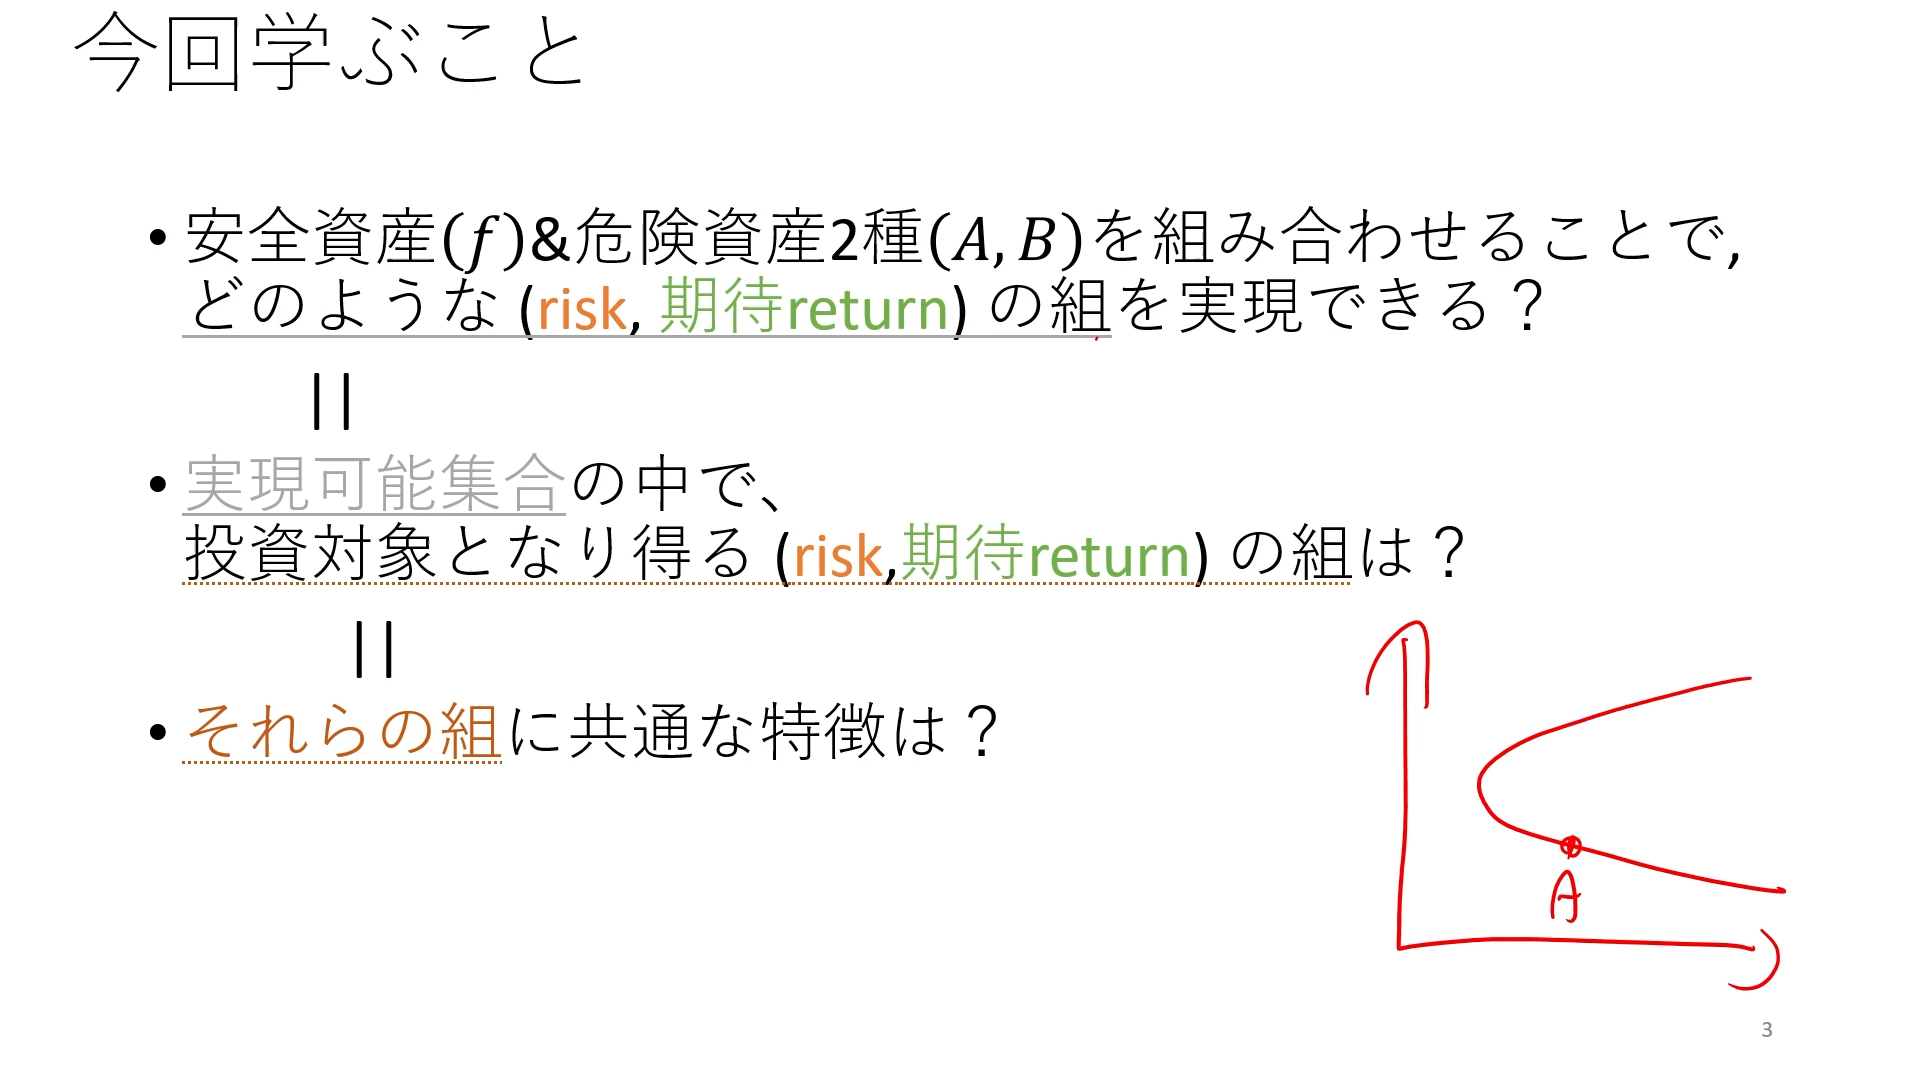 今回学ぶこと
• 安全資産(f)&危険資産2種(A, B)を組み合わせることで,
どのような (risk, 期待return) の組を実現できる？
||
• 実現可能集合の中で、
投資対象となり得る (risk,期待return) の組は？
||
• それらの組に共通な特徴は？
A
3